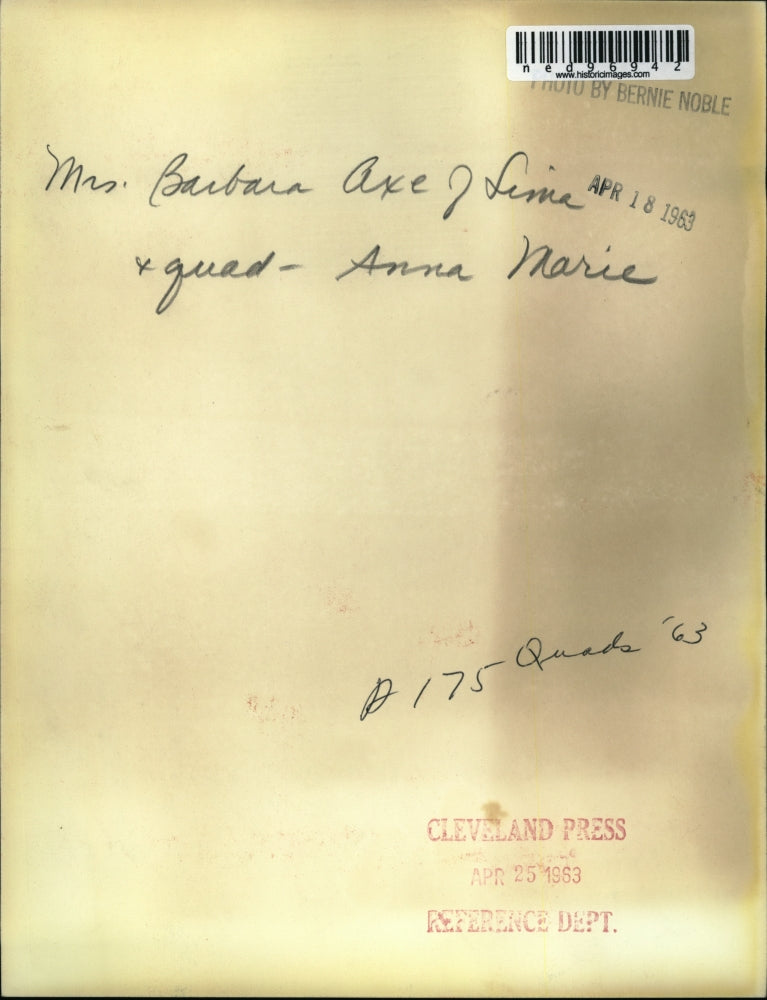 ned96942
www.historicimages.com
PHOTO BY BERNIE NOBLE
Mrs. Barbara Axe of Lima
APR 18 1963
+ quad - Anna Marie
A 175 Quads '63
CLEVELAND PRESS
APR 25 1963
REFERENCE DEPT.